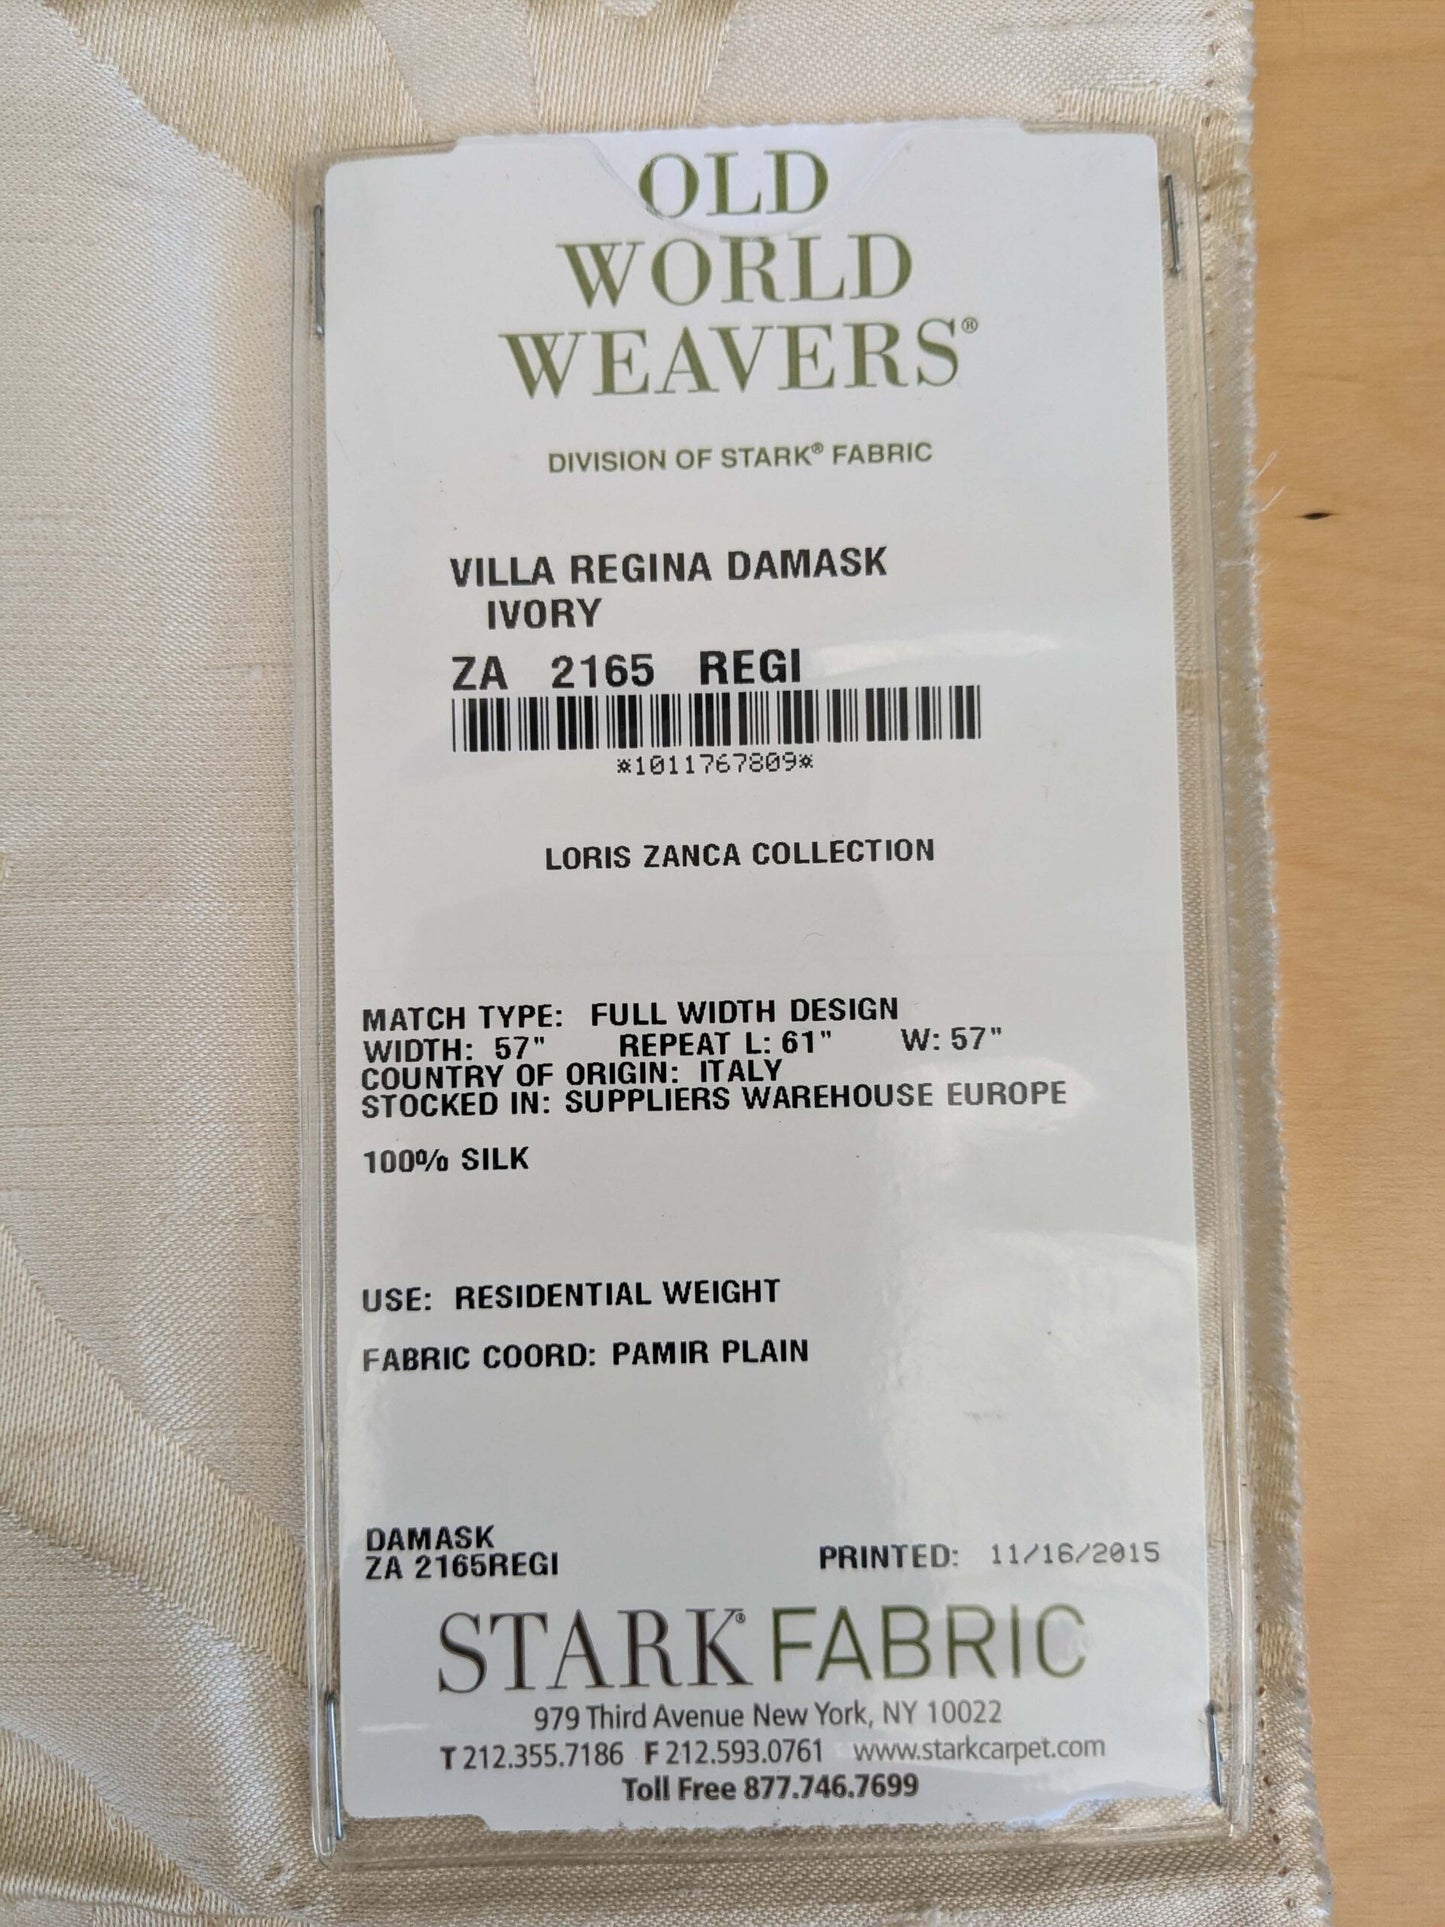 OLD
WORLD
WEAVERS®
DIVISION OF STARK® FABRIC
VILLA REGINA DAMASK
IVORY
ZA 2165 REGI
*1011767809*
LORIS ZANCA COLLECTION
MATCH TYPE: FULL WIDTH DESIGN
WIDTH: 57" REPEAT L: 61" W: 57"
COUNTRY OF ORIGIN: ITALY
STOCKED IN: SUPPLIERS WAREHOUSE EUROPE
100% SILK
USE: RESIDENTIAL WEIGHT
FABRIC COORD: PAMIR PLAIN
DAMASK
ZA 2165REGI PRINTED: 11/16/2015
STARK® FABRIC
979 Third Avenue New York, NY 10022
T 212.355.7186 F 212.593.0761 www.starkcarpet.com
Toll Free 877.746.7699